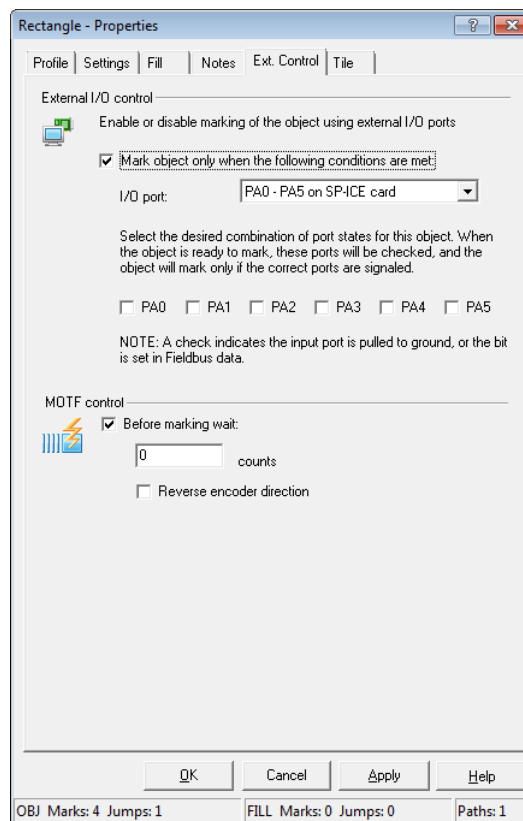 Rectangle - Properties
Profile Settings Fill Notes Ext. Control Tile
External I/O control
Enable or disable marking of the object using external I/O ports
Mark object only when the following conditions are met:
I/O port: PA0 - PA5 on SP-ICE card
Select the desired combination of port states for this object. When
the object is ready to mark, these ports will be checked, and the
object will mark only if the correct ports are signaled.
PA0 PA1 PA2 PA3 PA4 PA5
NOTE: A check indicates the input port is pulled to ground, or the bit
is set in Fieldbus data.
MOTF control
Before marking wait:
0 counts
Reverse encoder direction
OK Cancel Apply Help
OBJ Marks: 4 Jumps: 1 FILL Marks: 0 Jumps: 0 Paths: 1